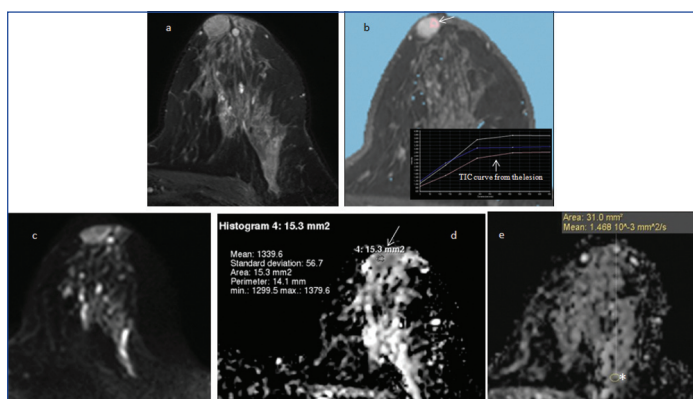 a
b
TIC curve from the lesion
c
Histogram 4: 15.3 mm2
4: 15.3 mm2
d
Mean: 1339.6
Standard deviation: 56.7
Area: 15.3 mm2
Perimeter: 14.1 mm
min.: 1299.5 max.: 1379.6
Area: 31.0 mm²
Mean: 1.468 10^-3 mm^2/s
e
*